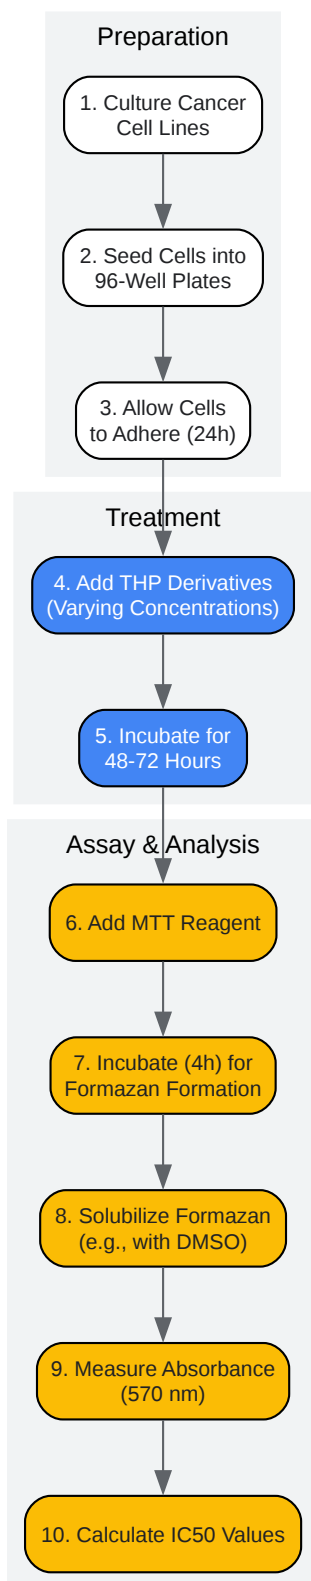 Preparation
1. Culture Cancer
Cell Lines
2. Seed Cells into
96-Well Plates
3. Allow Cells
to Adhere (24h)
Treatment
4. Add THP Derivatives
(Varying Concentrations)
5. Incubate for
48-72 Hours
Assay & Analysis
6. Add MTT Reagent
7. Incubate (4h) for
Formazan Formation
8. Solubilize Formazan
(e.g., with DMSO)
9. Measure Absorbance
(570 nm)
10. Calculate IC50 Values